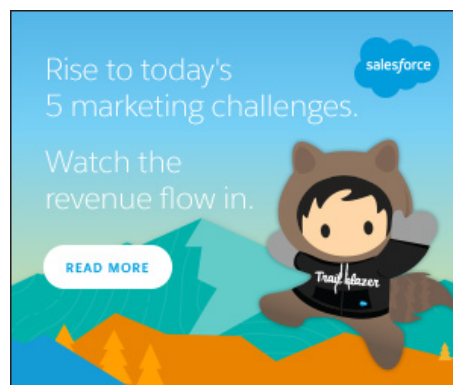 Rise to today's
5 marketing challenges.
salesforce
Watch the
revenue flow in.
READ MORE
Trailblazer